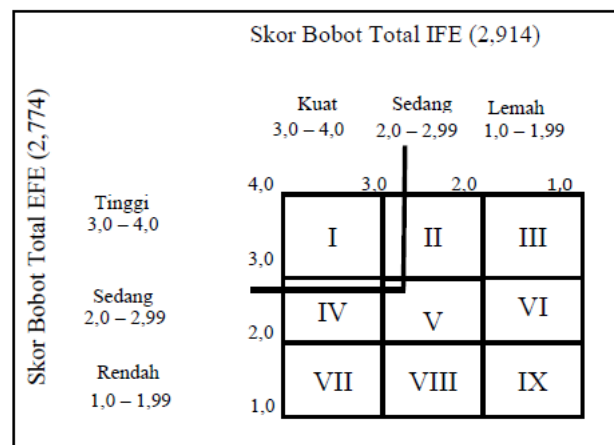 Skor Bobot Total IFE (2,914)
Skor Bobot Total EFE (2,774)
Kuat
3,0 – 4,0
Sedang
2,0 – 2,99
Lemah
1,0 – 1,99
4,0 3,0 2,0 1,0
Tinggi
3,0 – 4,0
I II III
3,0
Sedang
2,0 – 2,99
IV V VI
2,0
Rendah
1,0 – 1,99
VII VIII IX
1,0